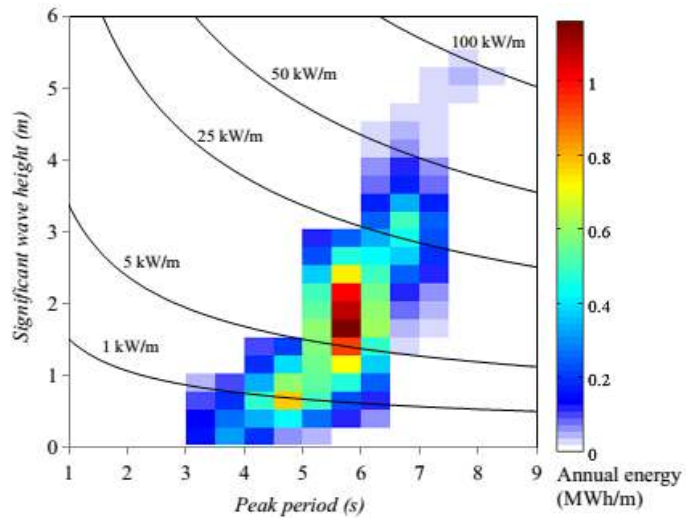 6
5
4
3
2
1
0
Significant wave height (m)
100 kW/m
50 kW/m
25 kW/m
5 kW/m
1 kW/m
1 2 3 4 5 6 7 8 9
Peak period (s)
1
0.8
0.6
0.4
0.2
0
Annual energy
(MWh/m)